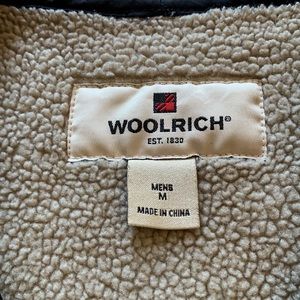 WOOLRICH®
EST. 1830
MENS
M
MADE IN CHINA